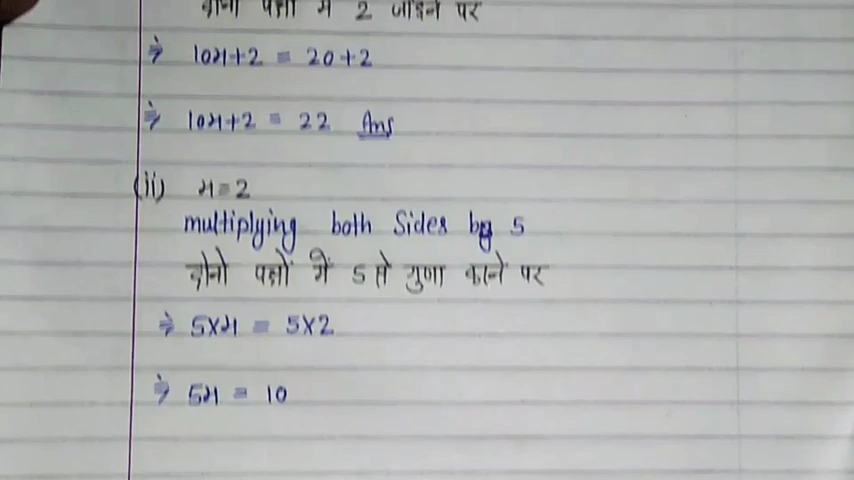 दोनो पक्षों में 2 जोड़ने पर
⇒ 10x+2 = 20+2
⇒ 10x+2 = 22 Ans
(ii) x=2
multiplying both Sides by 5
दोनो पक्षों में 5 से गुणा करने पर
⇒ 5×x = 5×2
⇒ 5x = 10